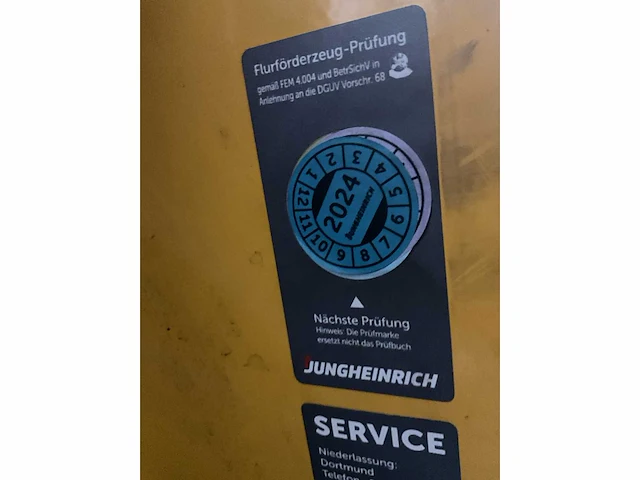 Flurförderzeug-Prüfung
gemäß FEM 4.004 und BetrSichV in
Anlehnung an die DGUV Vorschr. 68
1 2 3 4 5 6 7 8 9 10 11 12
2024
JUNGHEINRICH
Nächste Prüfung
Hinweis: Die Prüfmarke
ersetzt nicht das Prüfbuch
JUNGHEINRICH
SERVICE
Niederlassung:
Dortmund